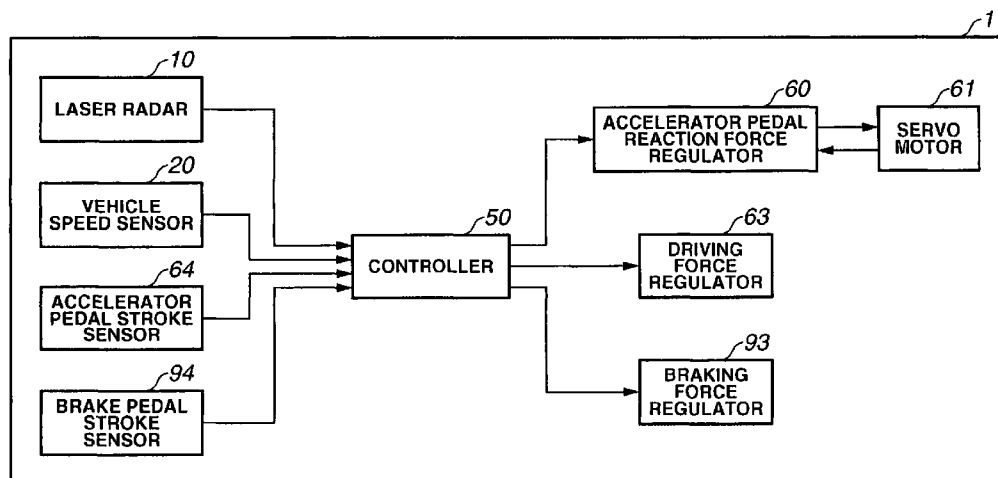 1
10
LASER RADAR
20
VEHICLE
SPEED SENSOR
64
ACCELERATOR
PEDAL STROKE
SENSOR
94
BRAKE PEDAL
STROKE
SENSOR
50
CONTROLLER
60
ACCELERATOR PEDAL
REACTION FORCE
REGULATOR
61
SERVO
MOTOR
63
DRIVING
FORCE
REGULATOR
93
BRAKING
FORCE
REGULATOR